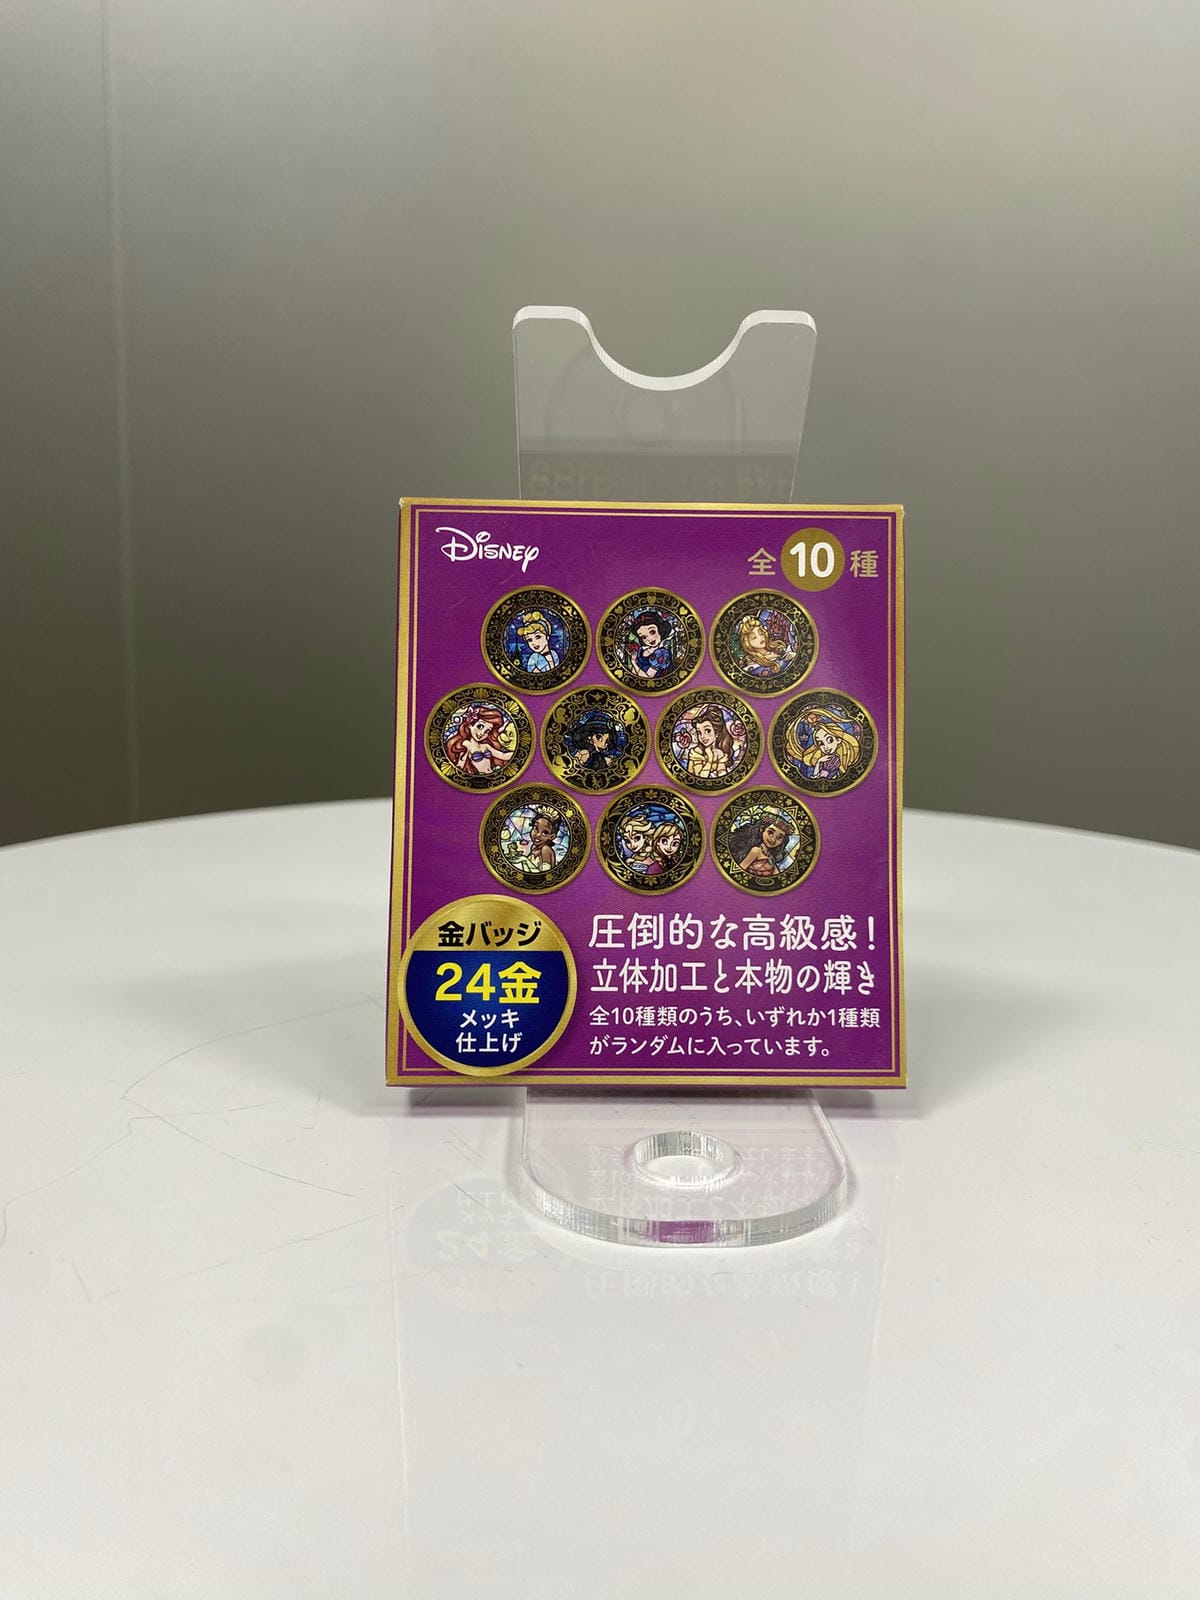 Disney
全10種
金バッジ
24金
メッキ
仕上げ
圧倒的な高級感！
立体加工と本物の輝き
全10種類のうち、いずれか1種類
がランダムに入っています。